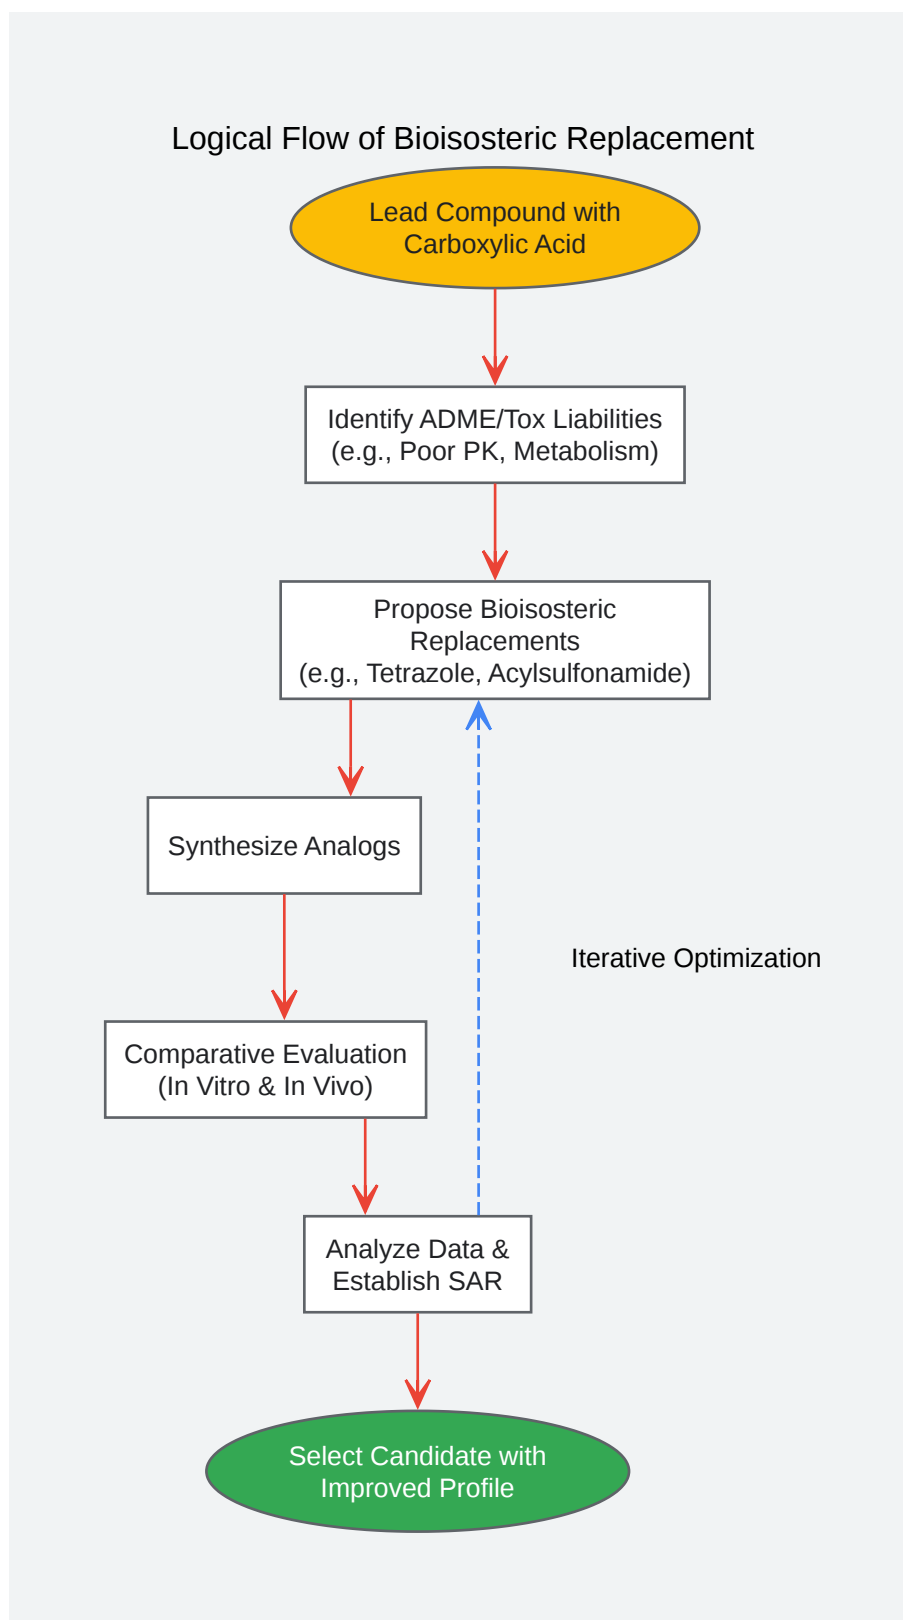 Logical Flow of Bioisosteric Replacement
Lead Compound with
Carboxylic Acid
Identify ADME/Tox Liabilities
(e.g., Poor PK, Metabolism)
Propose Bioisosteric
Replacements
(e.g., Tetrazole, Acylsulfonamide)
Synthesize Analogs
Iterative Optimization
Comparative Evaluation
(In Vitro & In Vivo)
Analyze Data &
Establish SAR
Select Candidate with
Improved Profile